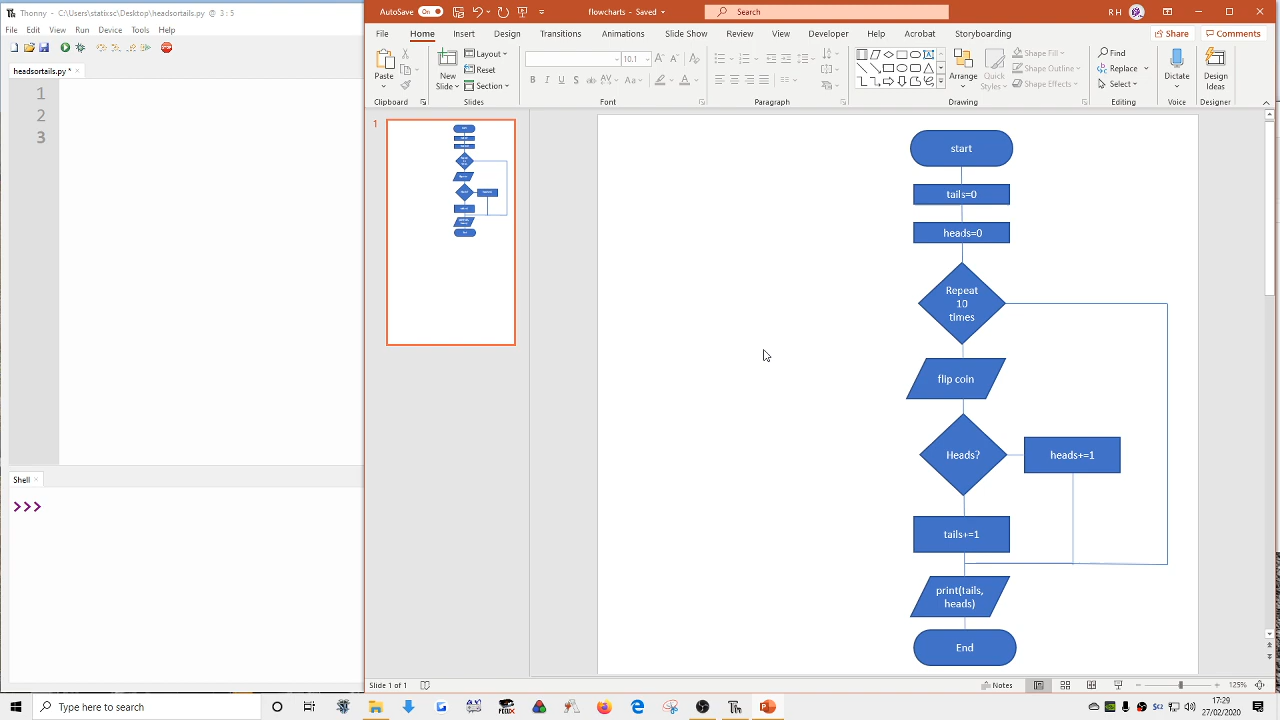 Thonny - C:\Users\statixsc\Desktop\headsortails.py @ 3 : 5
File Edit View Run Device Tools Help
headsortails.py *
1
2
3
Shell
>>>
AutoSave On
flowcharts - Saved
Search
R H
File Home Insert Design Transitions Animations Slide Show Review View Developer Help Acrobat Storyboarding
Share Comments
Paste
Clipboard
New Slide
Layout
Reset
Section
Slides
10.1
Font
Paragraph
Arrange
Quick Styles
Shape Fill
Shape Outline
Shape Effects
Drawing
Find
Replace
Select
Editing
Dictate
Voice
Design Ideas
Designer
1
start
tails=0
heads=0
Repeat
10
times
flip coin
Heads?
heads+=1
tails+=1
print(tails,
heads)
End
Slide 1 of 1
Notes
125%
Type here to search
17:29
27/02/2020